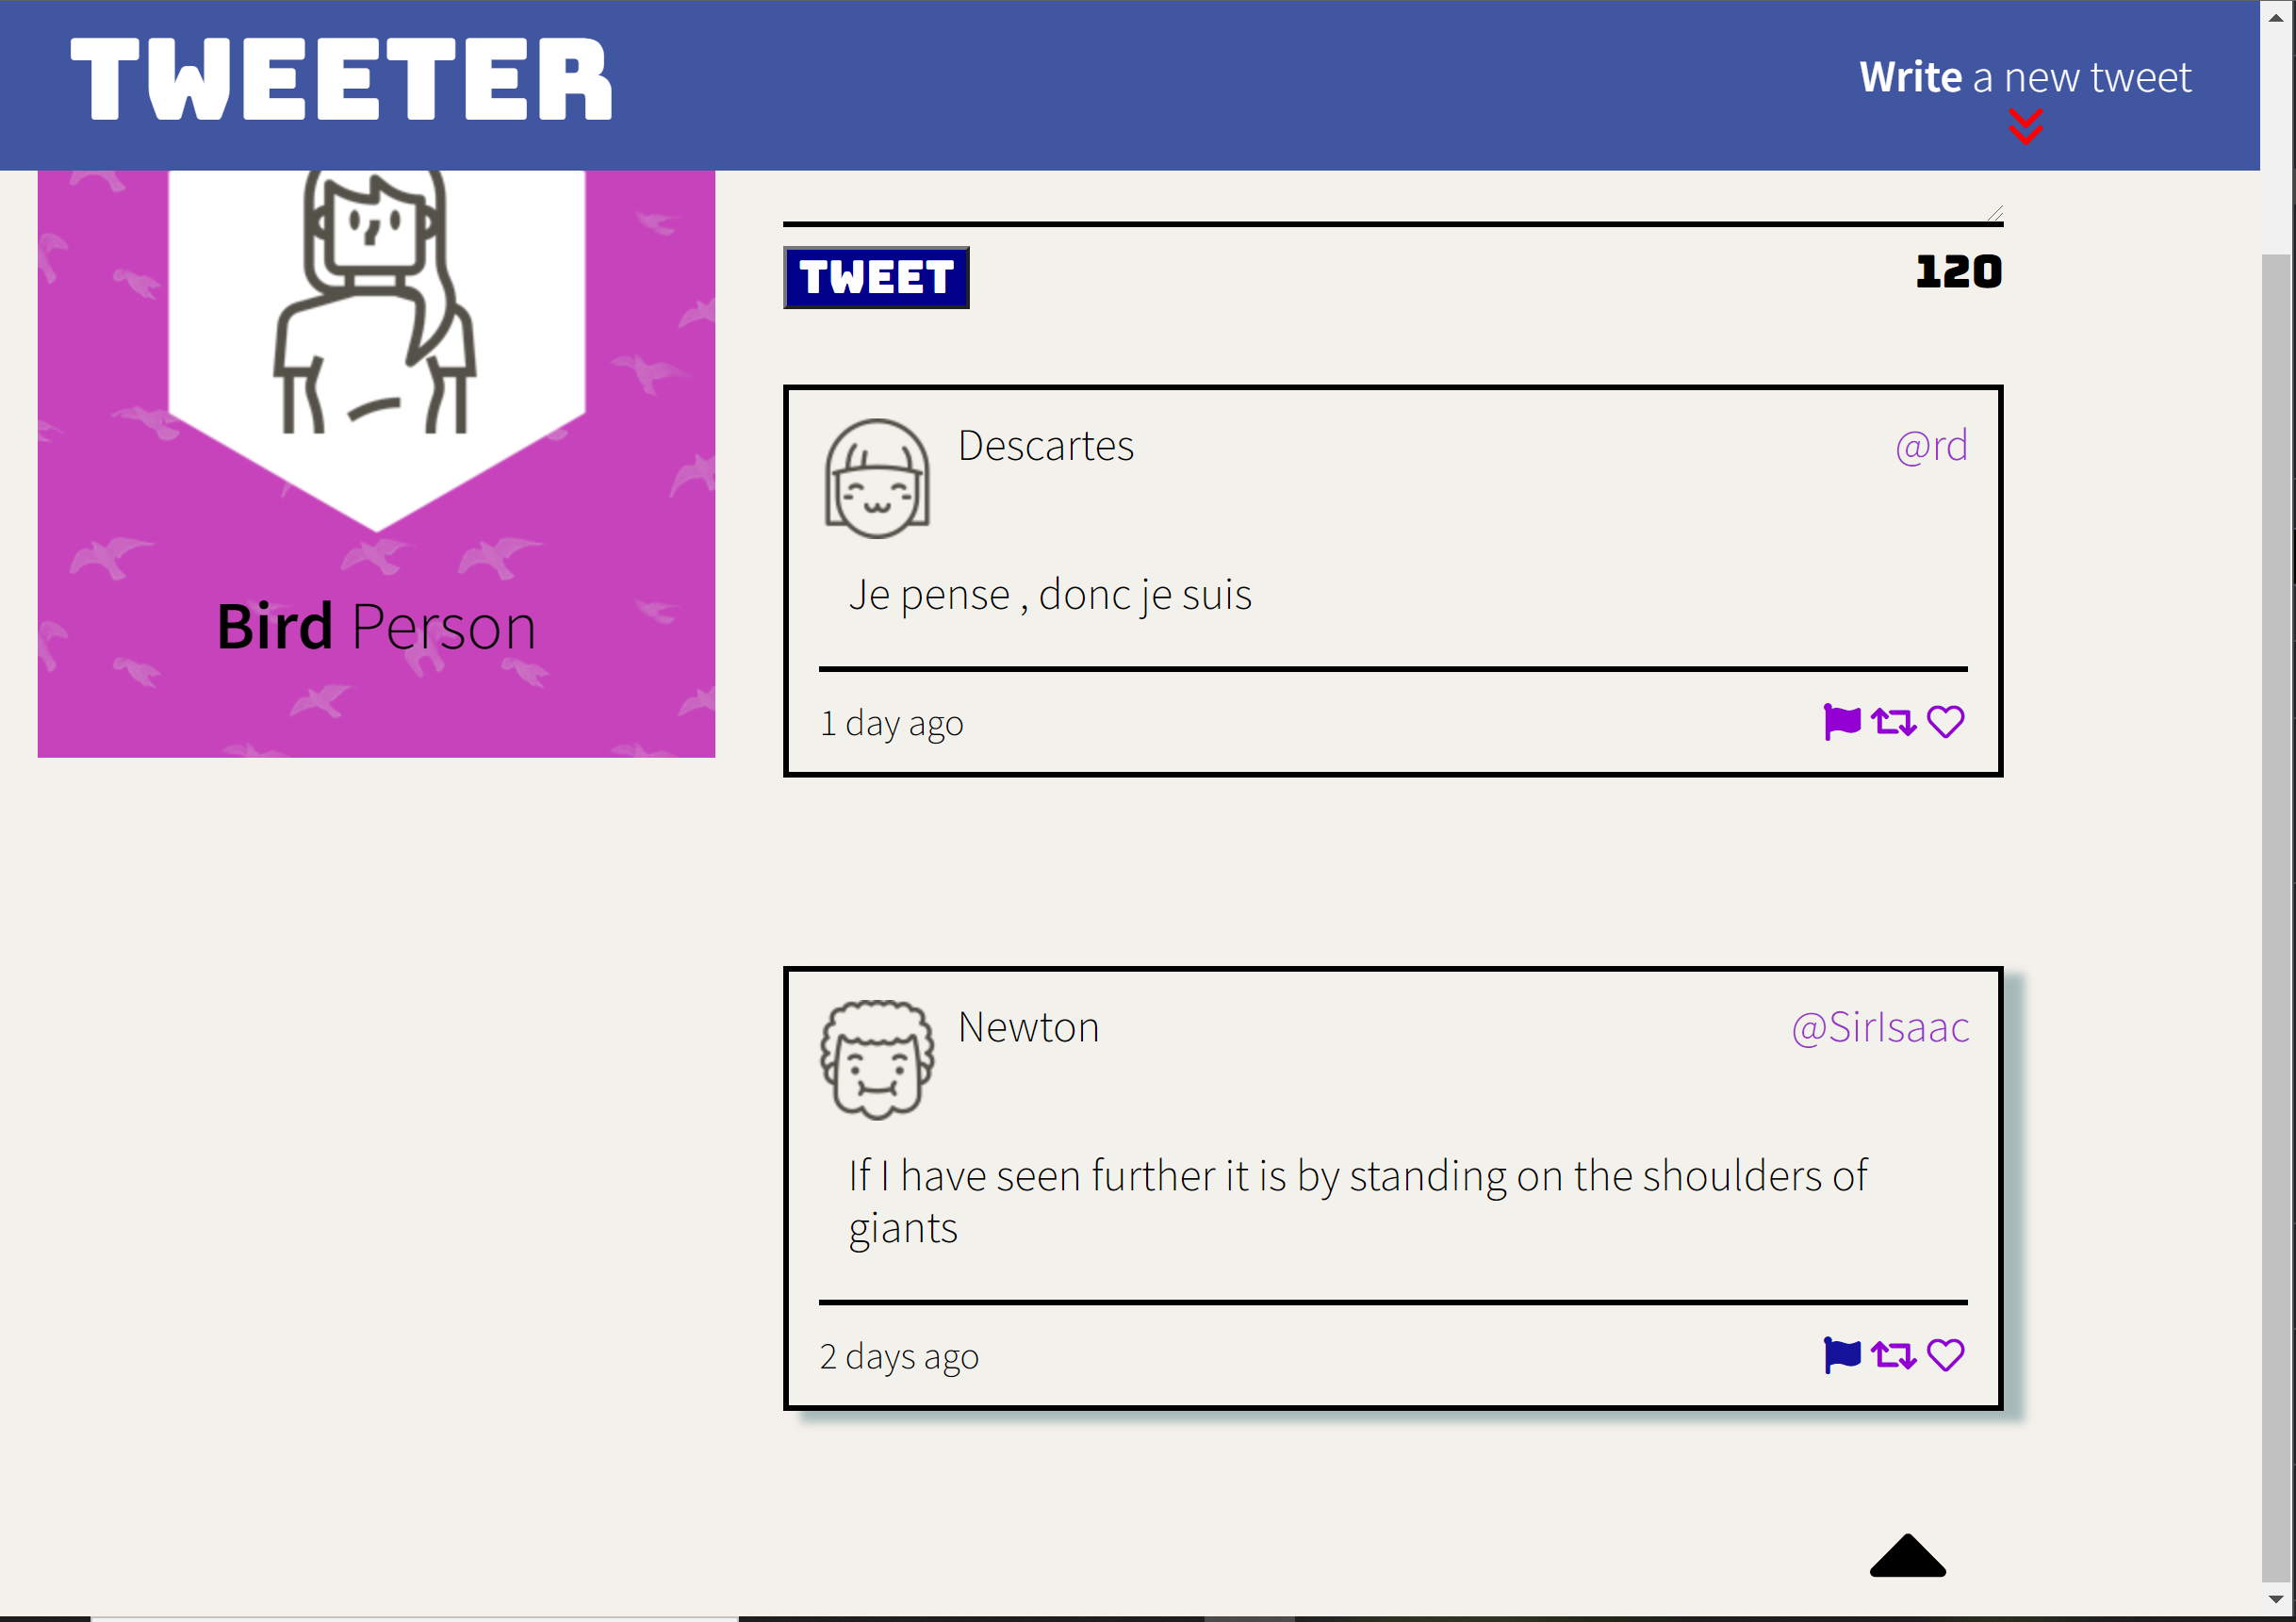 TWEETER
Write a new tweet
TWEET
120
Bird Person
Descartes
@rd
Je pense , donc je suis
1 day ago
Newton
@SirIsaac
If I have seen further it is by standing on the shoulders of
giants
2 days ago